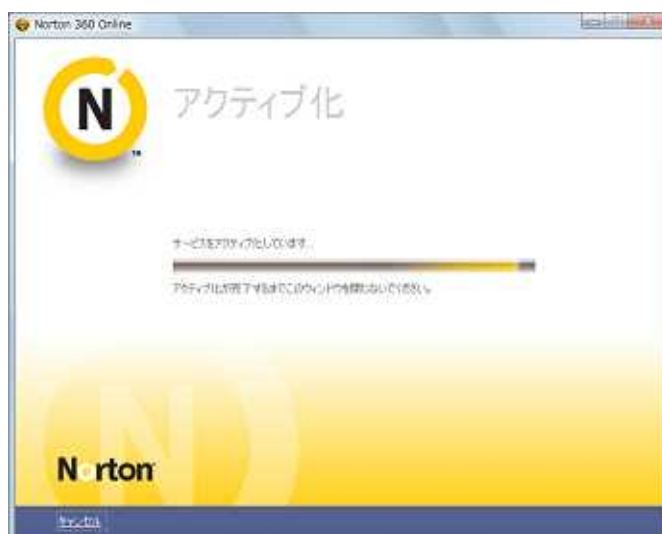 Norton 360 Online
N
TM
アクティブ化
サービスをアクティブ化しています...
アクティブ化が完了するまでこのウィンドウを閉じないでください。
Norton
キャンセル